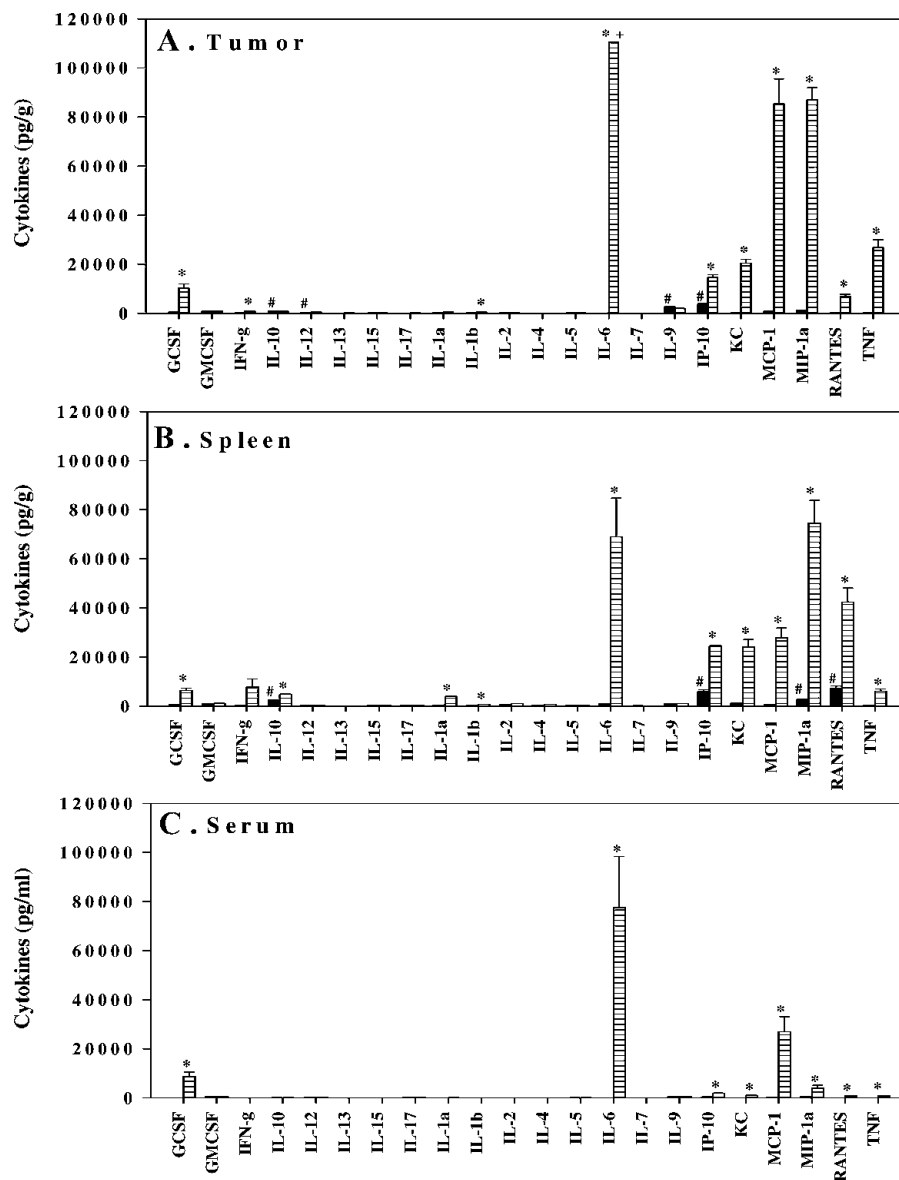 A. Tumor
Cytokines (pg/g)
120000
100000
80000
60000
40000
20000
0
* * # # * * + # # * * * * * *
GCSF GMCSF IFN-g IL-10 IL-12 IL-13 IL-15 IL-17 IL-1a IL-1b IL-2 IL-4 IL-5 IL-6 IL-7 IL-9 IP-10 KC MCP-1 MIP-1a RANTES TNF
B. Spleen
Cytokines (pg/g)
120000
100000
80000
60000
40000
20000
0
* # * * * * # * * * # * # * *
GCSF GMCSF IFN-g IL-10 IL-12 IL-13 IL-15 IL-17 IL-1a IL-1b IL-2 IL-4 IL-5 IL-6 IL-7 IL-9 IP-10 KC MCP-1 MIP-1a RANTES TNF
C. Serum
Cytokines (pg/ml)
120000
100000
80000
60000
40000
20000
0
* * * * * * * *
GCSF GMCSF IFN-g IL-10 IL-12 IL-13 IL-15 IL-17 IL-1a IL-1b IL-2 IL-4 IL-5 IL-6 IL-7 IL-9 IP-10 KC MCP-1 MIP-1a RANTES TNF